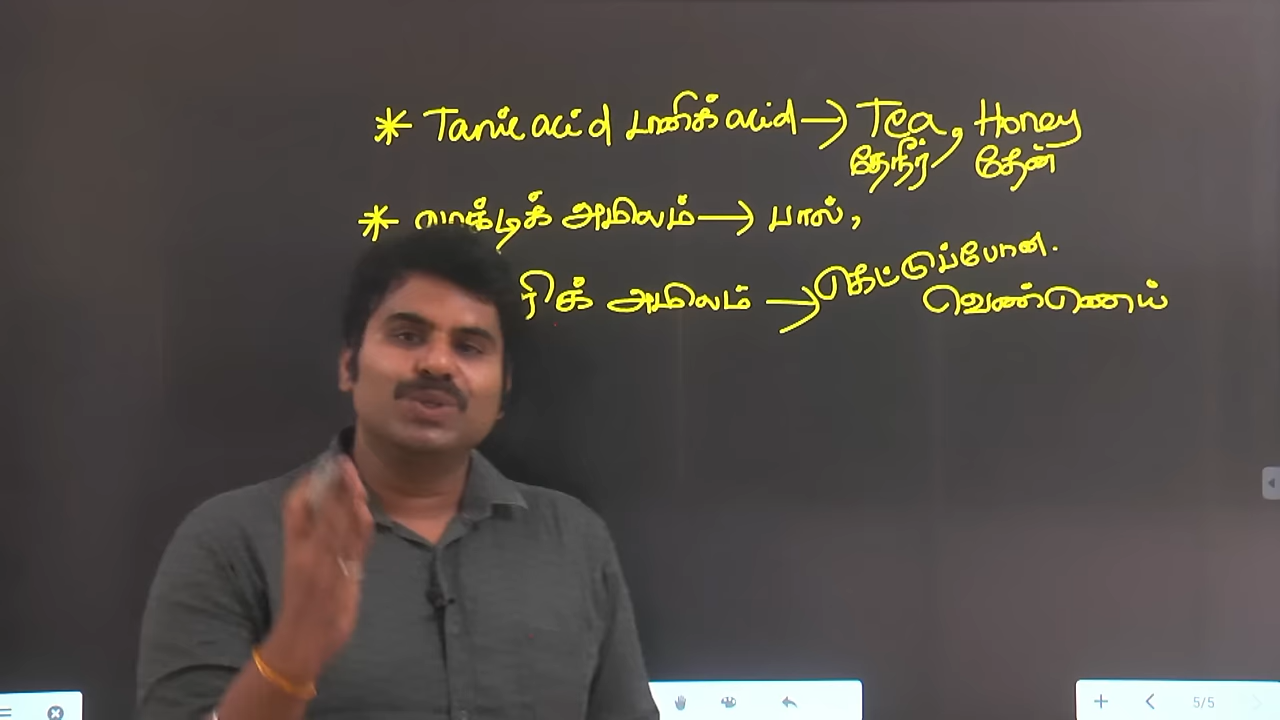 * Tanic acid டானிக் acid → Tea, Honey
தேநீர் தேன்
* லாக்டிக் அமிலம் → பால்,
ரிக் அமிலம் → கெட்டுப்போன.
வெண்ணெய்
5/5